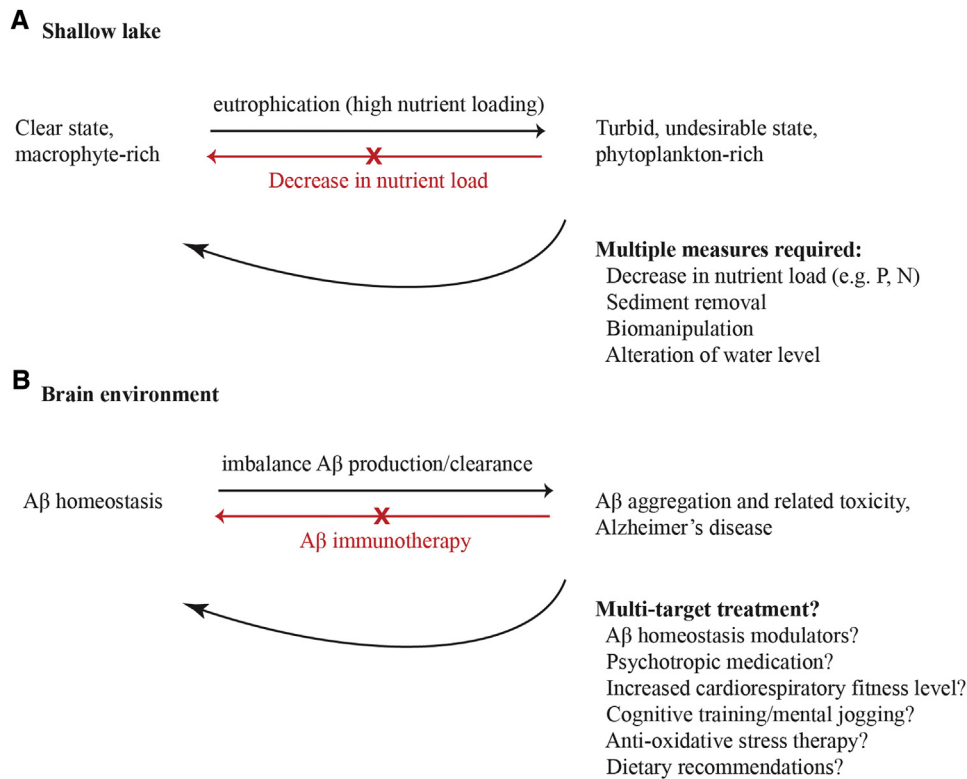 A
Shallow lake
eutrophication (high nutrient loading)
Clear state,
macrophyte-rich
X
Decrease in nutrient load
Turbid, undesirable state,
phytoplankton-rich
Multiple measures required:
Decrease in nutrient load (e.g. P, N)
Sediment removal
Biomanipulation
Alteration of water level
B
Brain environment
imbalance Aβ production/clearance
Aβ homeostasis
X
Aβ immunotherapy
Aβ aggregation and related toxicity,
Alzheimer's disease
Multi-target treatment?
Aβ homeostasis modulators?
Psychotropic medication?
Increased cardiorespiratory fitness level?
Cognitive training/mental jogging?
Anti-oxidative stress therapy?
Dietary recommendations?